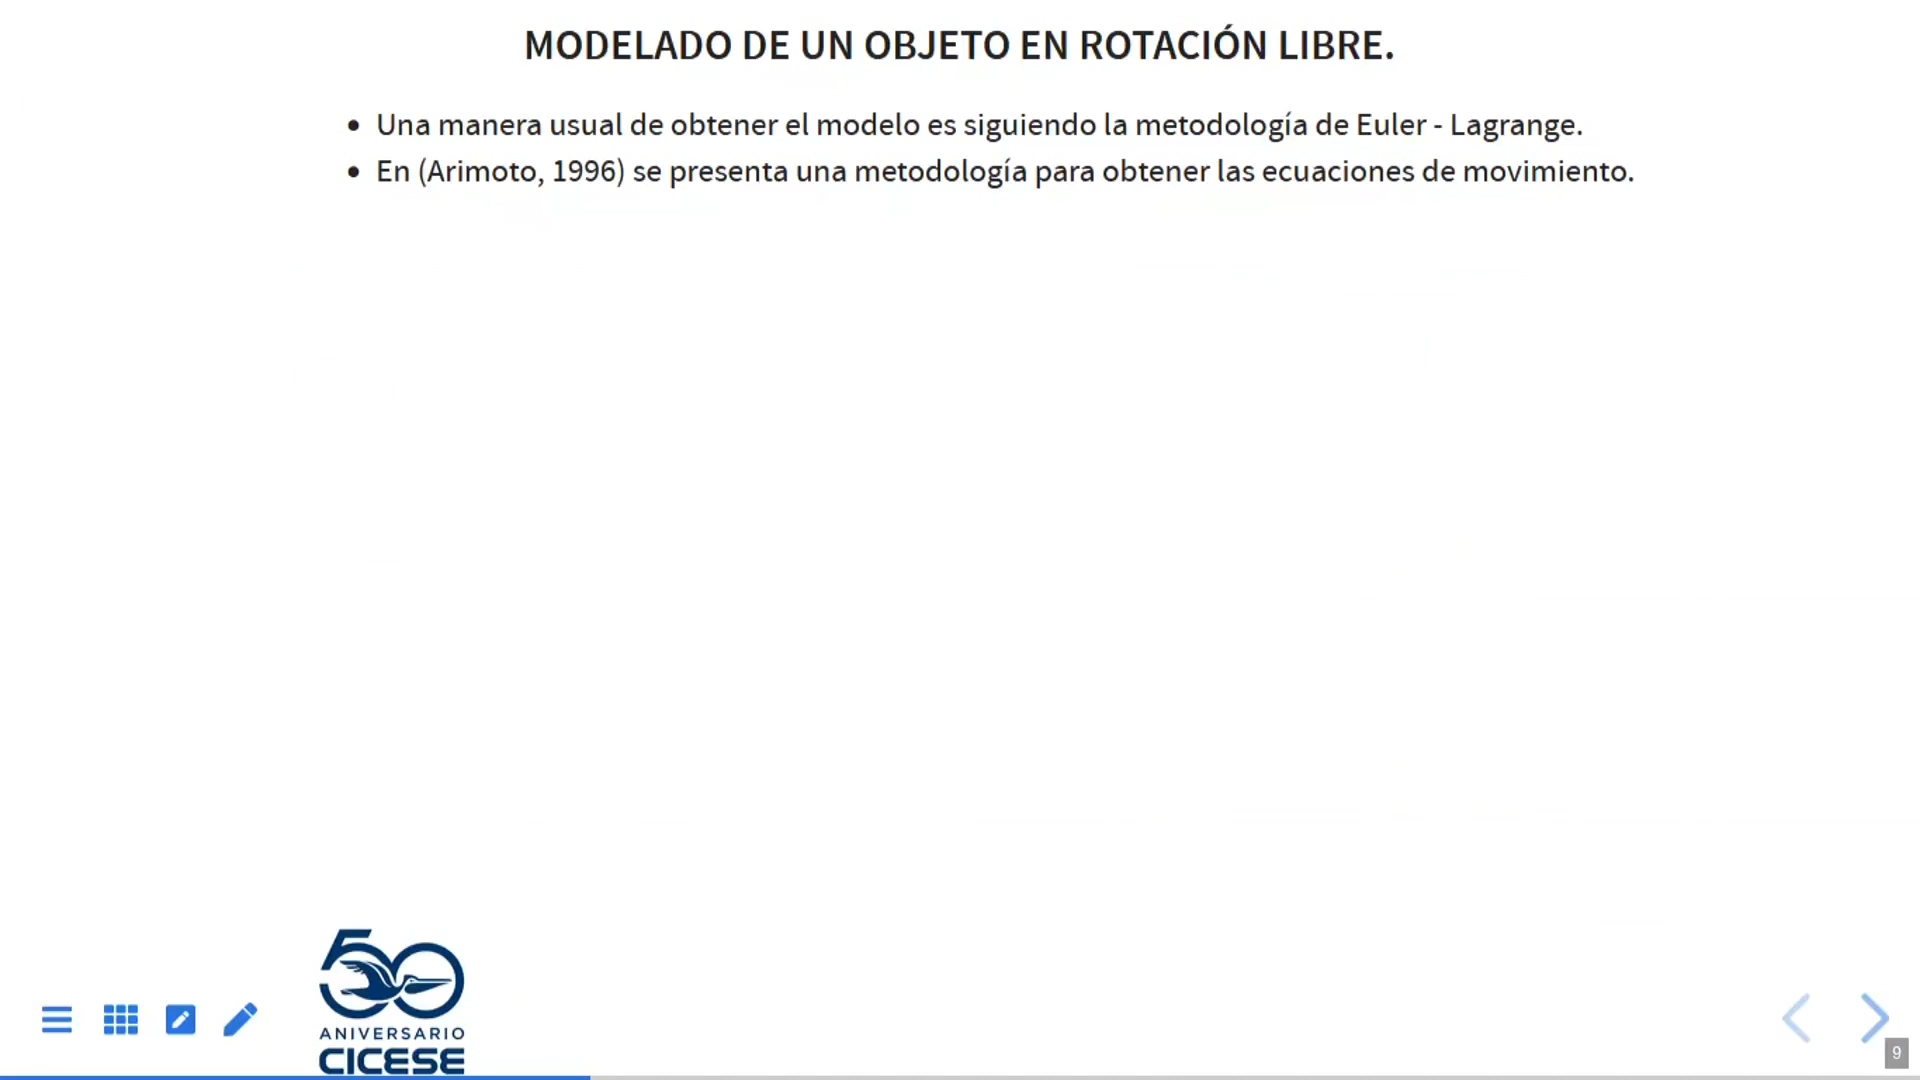 MODELADO DE UN OBJETO EN ROTACIÓN LIBRE.
• Una manera usual de obtener el modelo es siguiendo la metodología de Euler - Lagrange.
• En (Arimoto, 1996) se presenta una metodología para obtener las ecuaciones de movimiento.
50
ANIVERSARIO
CICESE
9